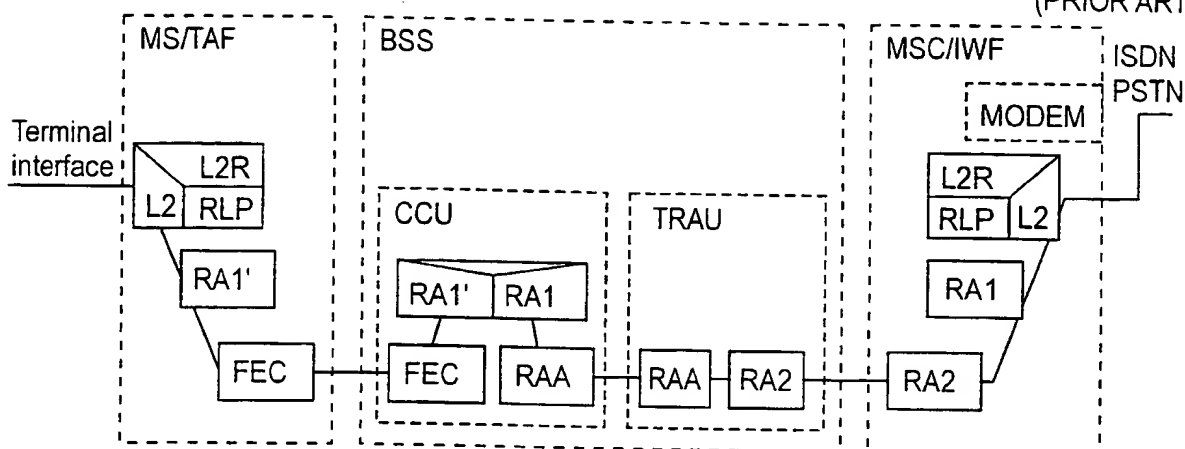 (PRIOR ART
MS/TAF
BSS
MSC/IWF
ISDN
PSTN
MODEM
Terminal
interface
L2R
L2 RLP
L2R
RLP L2
CCU
TRAU
RA1'
RA1' RA1
RA1
FEC
FEC
RAA
RAA
RA2
RA2